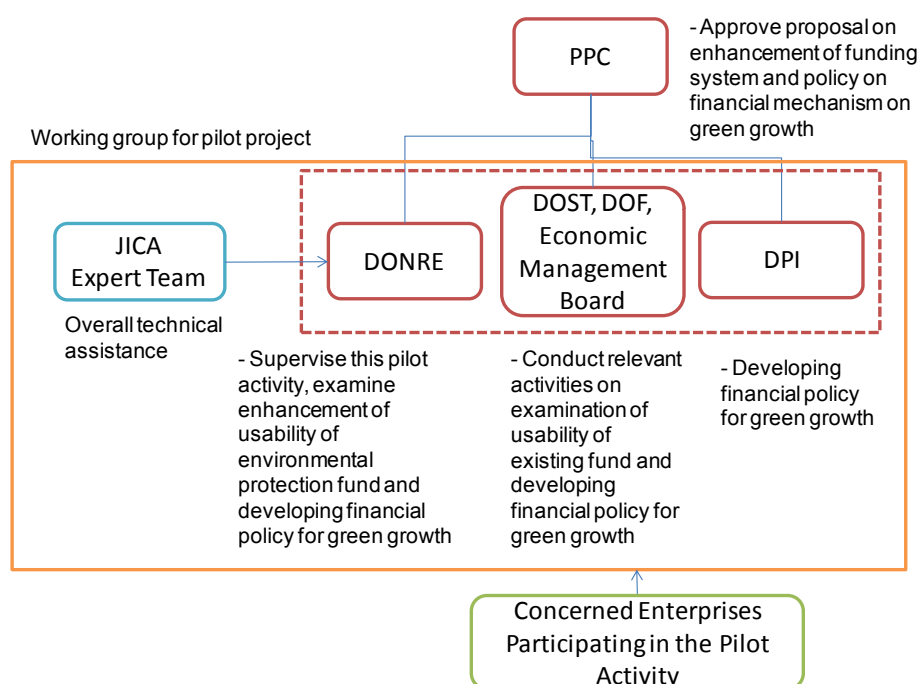 PPC
- Approve proposal on
enhancement of funding
system and policy on
financial mechanism on
green growth
Working group for pilot project
JICA
Expert Team
DONRE
DOST, DOF,
Economic
Management
Board
DPI
Overall technical
assistance
- Supervise this pilot
activity, examine
enhancement of
usability of
environmental
protection fund and
developing financial
policy for green growth
- Conduct relevant
activities on
examination of
usability of
existing fund and
developing
financial policy for
green growth
- Developing
financial policy
for green growth
Concerned Enterprises
Participating in the Pilot
Activity